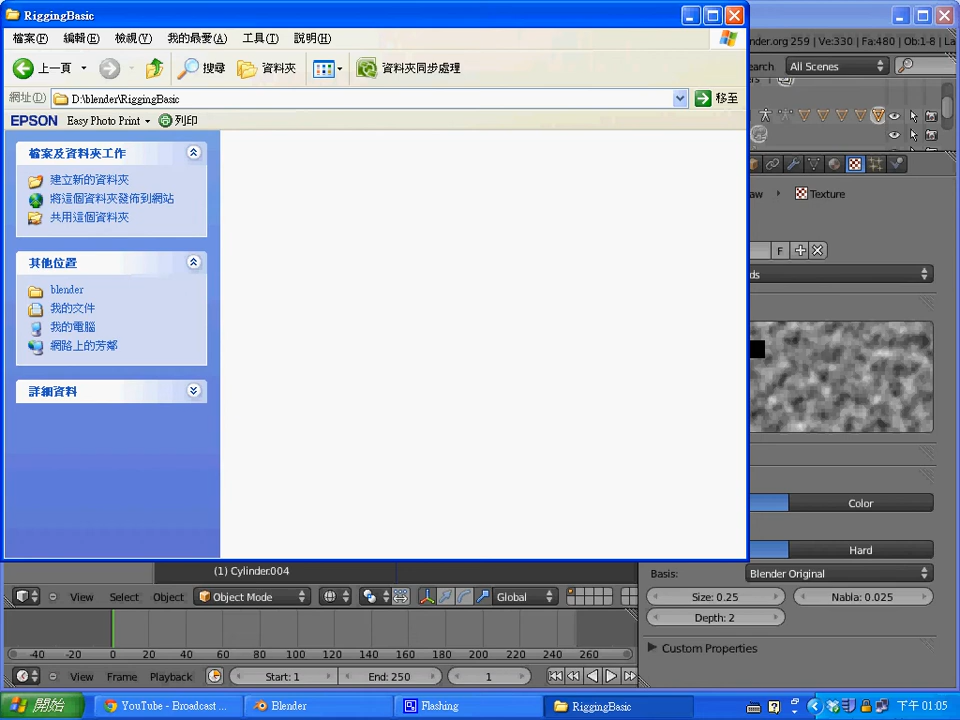 RiggingBasic
檔案(F) 編輯(E) 檢視(V) 我的最愛(A) 工具(T) 說明(H)
上一頁 搜尋 資料夾 資料夾同步處理
網址(D) D:\blender\RiggingBasic 移至
EPSON Easy Photo Print 列印
檔案及資料夾工作
建立新的資料夾
將這個資料夾發佈到網站
共用這個資料夾
其他位置
blender
我的文件
我的電腦
網路上的芳鄰
詳細資料
nder.org 259 | Ve:330 | Fa:480 | Ob:1-8 | La
earch All Scenes
aw Texture
F
ds
Color
Hard
Basis: Blender Original
Size: 0.25 Nabla: 0.025
Depth: 2
Custom Properties
(1) Cylinder.004
View Select Object Object Mode Global
-40 -20 0 20 40 60 80 100 120 140 160 180 200 220 240 260
View Frame Playback Start: 1 End: 250 1
開始 YouTube - Broadcast ... Blender Flashing RiggingBasic 下午 01:05